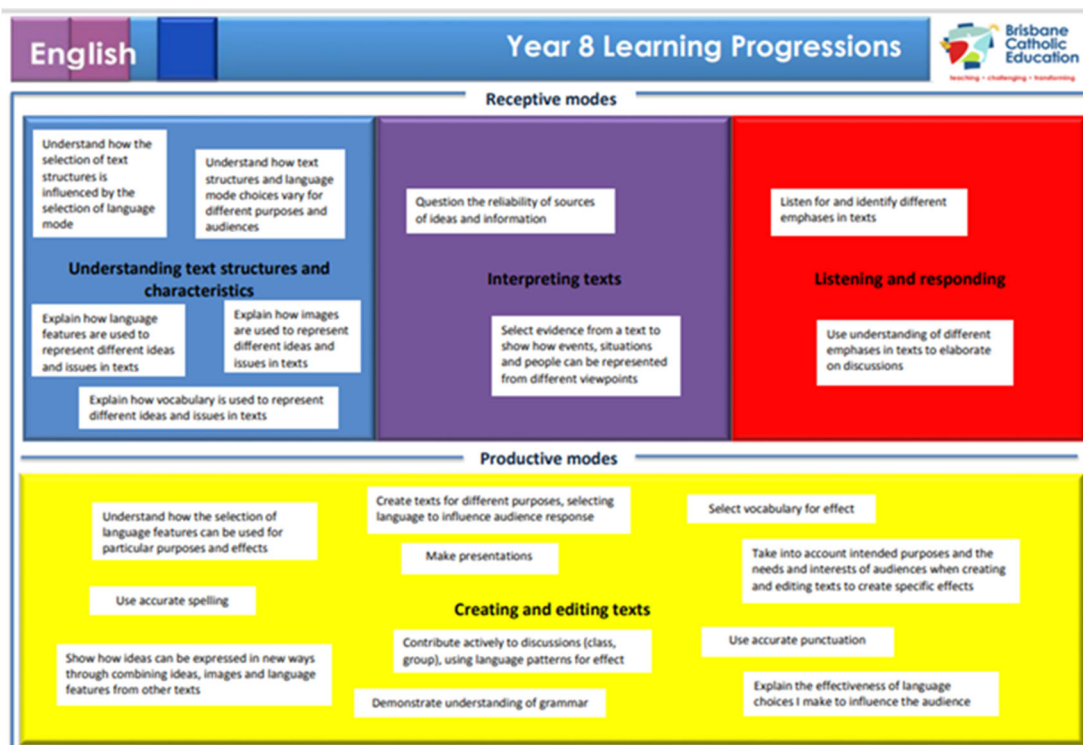 English
Year 8 Learning Progressions
Brisbane
Catholic
Education
teaching • challenging • transforming
Receptive modes
Understand how the
selection of text
structures is
influenced by the
selection of language
mode
Understand how text
structures and language
mode choices vary for
different purposes and
audiences
Understanding text structures and
characteristics
Explain how language
features are used to
represent different ideas
and issues in texts
Explain how images
are used to represent
different ideas and
issues in texts
Explain how vocabulary is used to represent
different ideas and issues in texts
Question the reliability of sources
of ideas and information
Interpreting texts
Select evidence from a text to
show how events, situations
and people can be represented
from different viewpoints
Listen for and identify different
emphases in texts
Listening and responding
Use understanding of different
emphases in texts to elaborate
on discussions
Productive modes
Understand how the selection of
language features can be used for
particular purposes and effects
Create texts for different purposes, selecting
language to influence audience response
Select vocabulary for effect
Make presentations
Take into account intended purposes and the
needs and interests of audiences when creating
and editing texts to create specific effects
Use accurate spelling
Creating and editing texts
Contribute actively to discussions (class,
group), using language patterns for effect
Use accurate punctuation
Show how ideas can be expressed in new ways
through combining ideas, images and language
features from other texts
Demonstrate understanding of grammar
Explain the effectiveness of language
choices I make to influence the audience